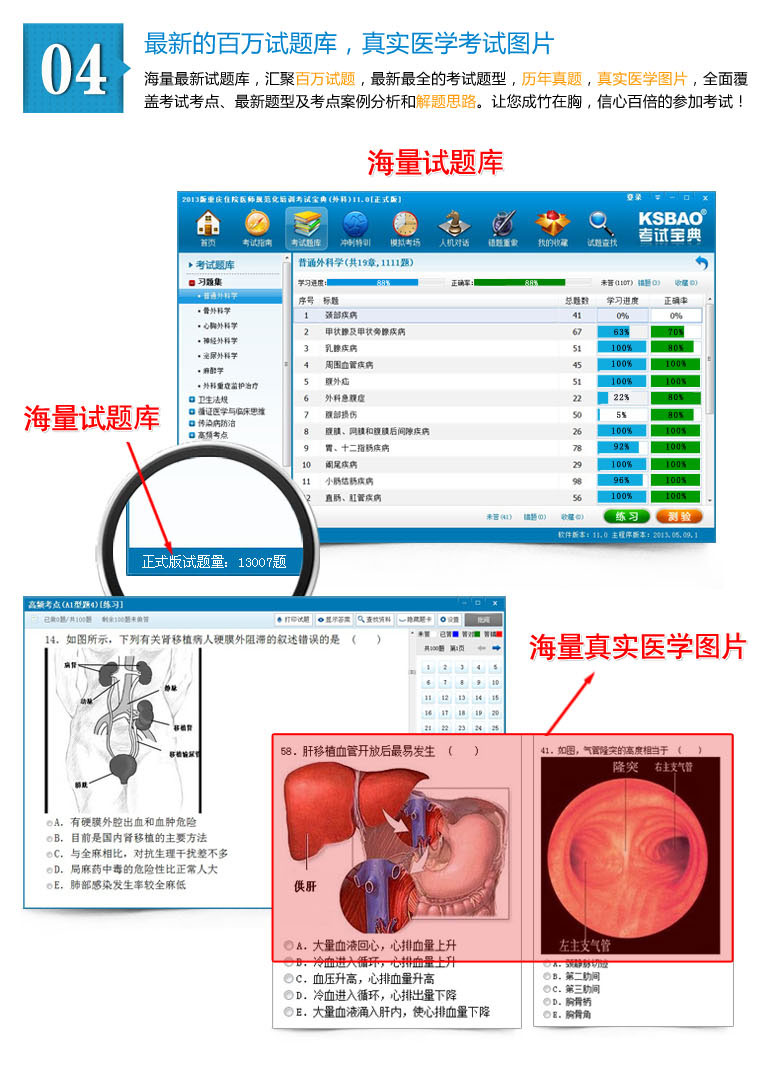 04
最新的百万试题库，真实医学考试图片
海量最新试题库，汇聚百万试题，最新最全的考试题型，历年真题，真实医学图片，全面覆
盖考试考点、最新题型及考点案例分析和解题思路。让您成竹在胸，信心百倍的参加考试！
海量试题库
2013版重庆住院医师规范化培训考试宝典(外科)11.0[正式版]
登录
首页 考试指南 考试题库 冲刺特训 模拟考场 人机对话 错题重做 我的收藏 试题查找
KSBAO®
考试宝典
考试题库
习题集
普通外科学
骨外科学
心胸外科学
神经外科学
泌尿外科学
麻醉学
外科重症监护治疗
卫生法规
循证医学与临床思维
传染病防治
高频考点
普通外科学(共19章,1111题)
学习进度: 88% 正确率: 88% 未答(1107) 错题(0) 收藏(0)
序号 标题 总题数 学习进度 正确率
1 颈部疾病 41 0% 0%
2 甲状腺及甲状旁腺疾病 67 63% 70%
3 乳腺疾病 51 100% 80%
4 周围血管疾病 45 100% 100%
5 腹外疝 51 100% 100%
6 外科急腹症 22 22% 80%
7 腹部损伤 50 5% 80%
8 腹膜、网膜和腹膜后间隙疾病 26 100% 100%
9 胃、十二指肠疾病 78 92% 100%
10 阑尾疾病 29 100% 100%
11 小肠结肠疾病 98 96% 100%
直肠、肛管疾病 56 100% 100%
未答(41) 错题(0) 收藏(0) 练习 测验
软件版本: 11.0 主程序版本: 2013.05.09.1
海量试题库
正式版试题量: 13007题
高频考点(A1型题4)[练习]
已做0题/共100题 剩余100题未做答
打印试题 显示答案 查找资料 隐藏题卡 设置
未答 已答 答对 答错
共100题 第1页
1 2 3 4 5
6 7 8 9 10
11 12 13 14 15
16 17 18 19 20
21 22 23 24 25
14. 如图所示, 下列有关肾移植病人硬膜外阻滞的叙述错误的是 ( )
病肾
静脉
动脉
移植肾
移植输尿管
膀胱
A. 有硬膜外腔出血和血肿危险
B. 目前是国内肾移植的主要方法
C. 与全麻相比, 对抗生理干扰差不多
D. 局麻药中毒的危险性比正常人大
E. 肺部感染发生率较全麻低
海量真实医学图片
58. 肝移植血管开放后最易发生 ( )
供肝
A. 大量血液回心, 心排血量上升
B. 冷血进入循环, 心排血量上升
C. 血压升高, 心排血量升高
D. 冷血进入循环, 心排出量下降
E. 大量血液涌入肝内, 使心排血量下降
41. 如图, 气管隆突的高度相当于 ( )
隆突
右主支气管
左主支气管
A. 颈静脉切迹
B. 第二肋间
C. 第三肋间
D. 胸骨柄
E. 胸骨角